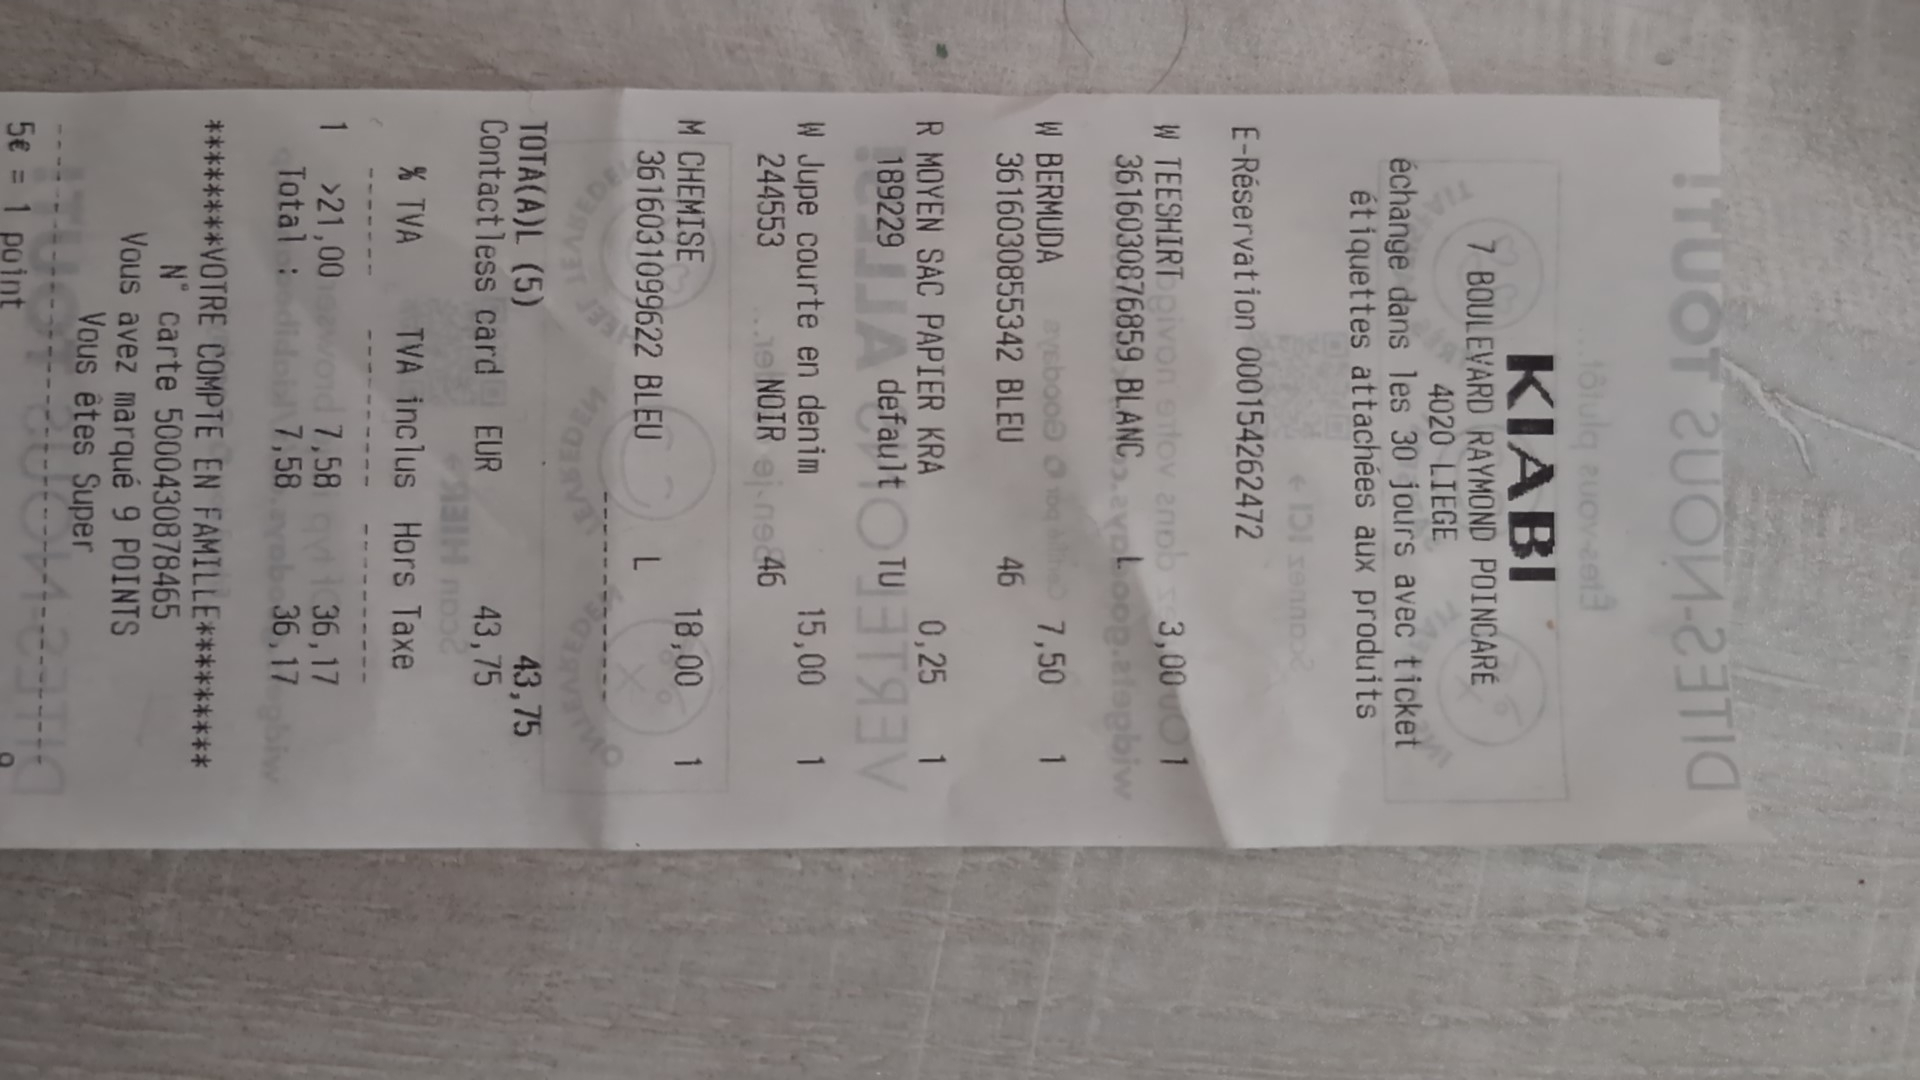 KIABI
7 BOULEVARD RAYMOND POINCARÉ
4020 LIEGE
échange dans les 30 jours avec ticket
étiquettes attachées aux produits
E-Réservation 000154262472
W TEESHIRT 3,00 1
3616030876859 BLANC L
W BERMUDA 7,50 1
3616030855342 BLEU 46
R MOYEN SAC PAPIER KRA 0,25 1
189229 default TU
W Jupe courte en denim 15,00 1
244553 NOIR 46
M CHEMISE 18,00 1
3616031099622 BLEU L
--------------
TOTA(A)L (5) 43,75
Contactless card EUR 43,75
% TVA TVA inclus Hors Taxe
------- ---------- ----------
1 >21,00 7,58 36,17
Total : 7,58 36,17
********VOTRE COMPTE EN FAMILLE*********
N° carte 5000430878465
Vous avez marqué 9 POINTS
Vous êtes Super
5€ = 1 point